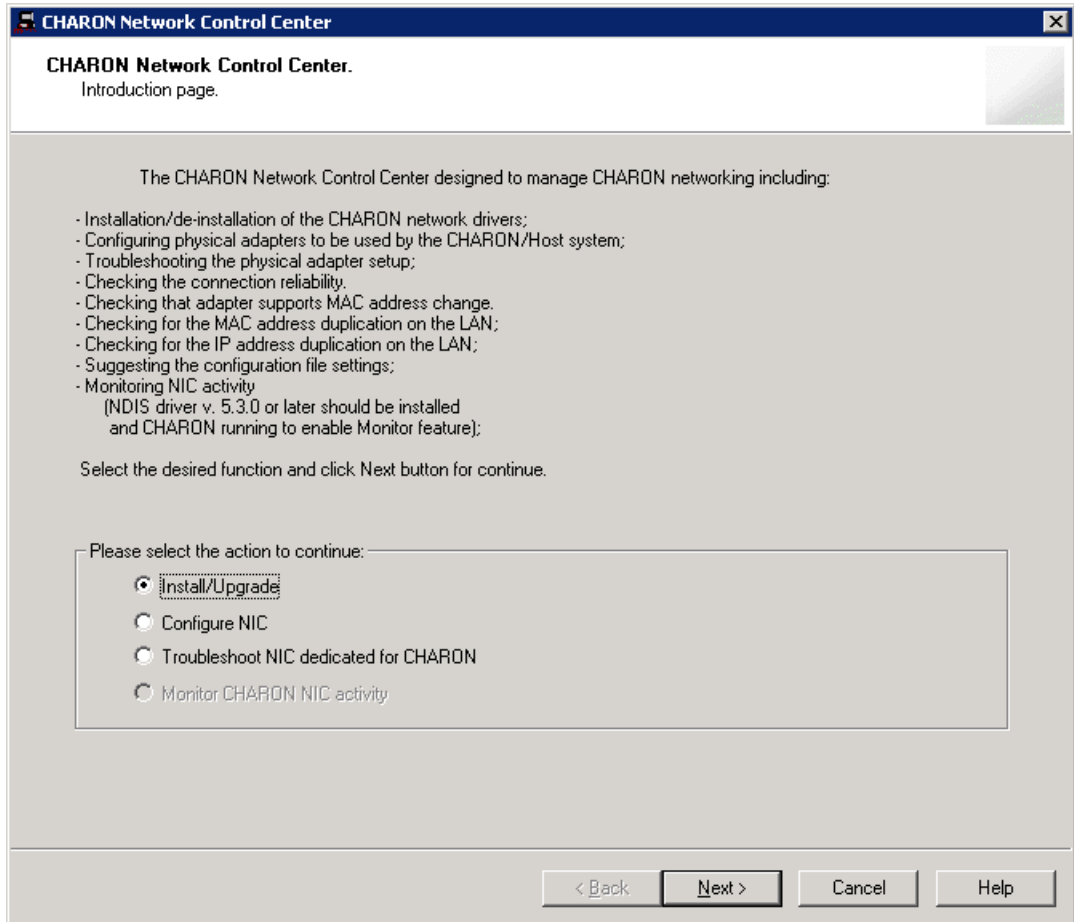 CHARON Network Control Center
CHARON Network Control Center.
Introduction page.
The CHARON Network Control Center designed to manage CHARON networking including:
- Installation/de-installation of the CHARON network drivers;
- Configuring physical adapters to be used by the CHARON/Host system;
- Troubleshooting the physical adapter setup;
- Checking the connection reliability.
- Checking that adapter supports MAC address change.
- Checking for the MAC address duplication on the LAN;
- Checking for the IP address duplication on the LAN;
- Suggesting the configuration file settings;
- Monitoring NIC activity
(NDIS driver v. 5.3.0 or later should be installed
and CHARON running to enable Monitor feature);
Select the desired function and click Next button for continue.
Please select the action to continue:
Install/Upgrade
Configure NIC
Troubleshoot NIC dedicated for CHARON
Monitor CHARON NIC activity
< Back Next > Cancel Help